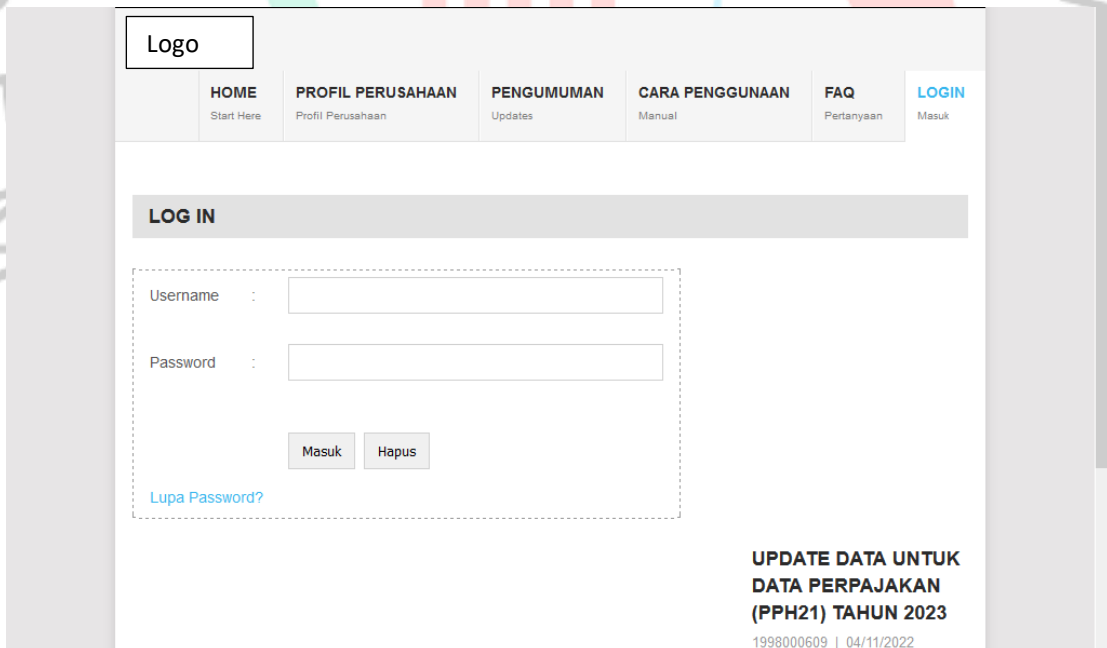 Logo
HOME PROFIL PERUSAHAAN PENGUMUMAN CARA PENGGUNAAN FAQ LOGIN
Start Here Profil Perusahaan Updates Manual Pertanyaan Masuk
LOG IN
Username :
Password :
Masuk Hapus
Lupa Password?
UPDATE DATA UNTUK
DATA PERPAJAKAN
(PPH21) TAHUN 2023
1998000609 | 04/11/2022